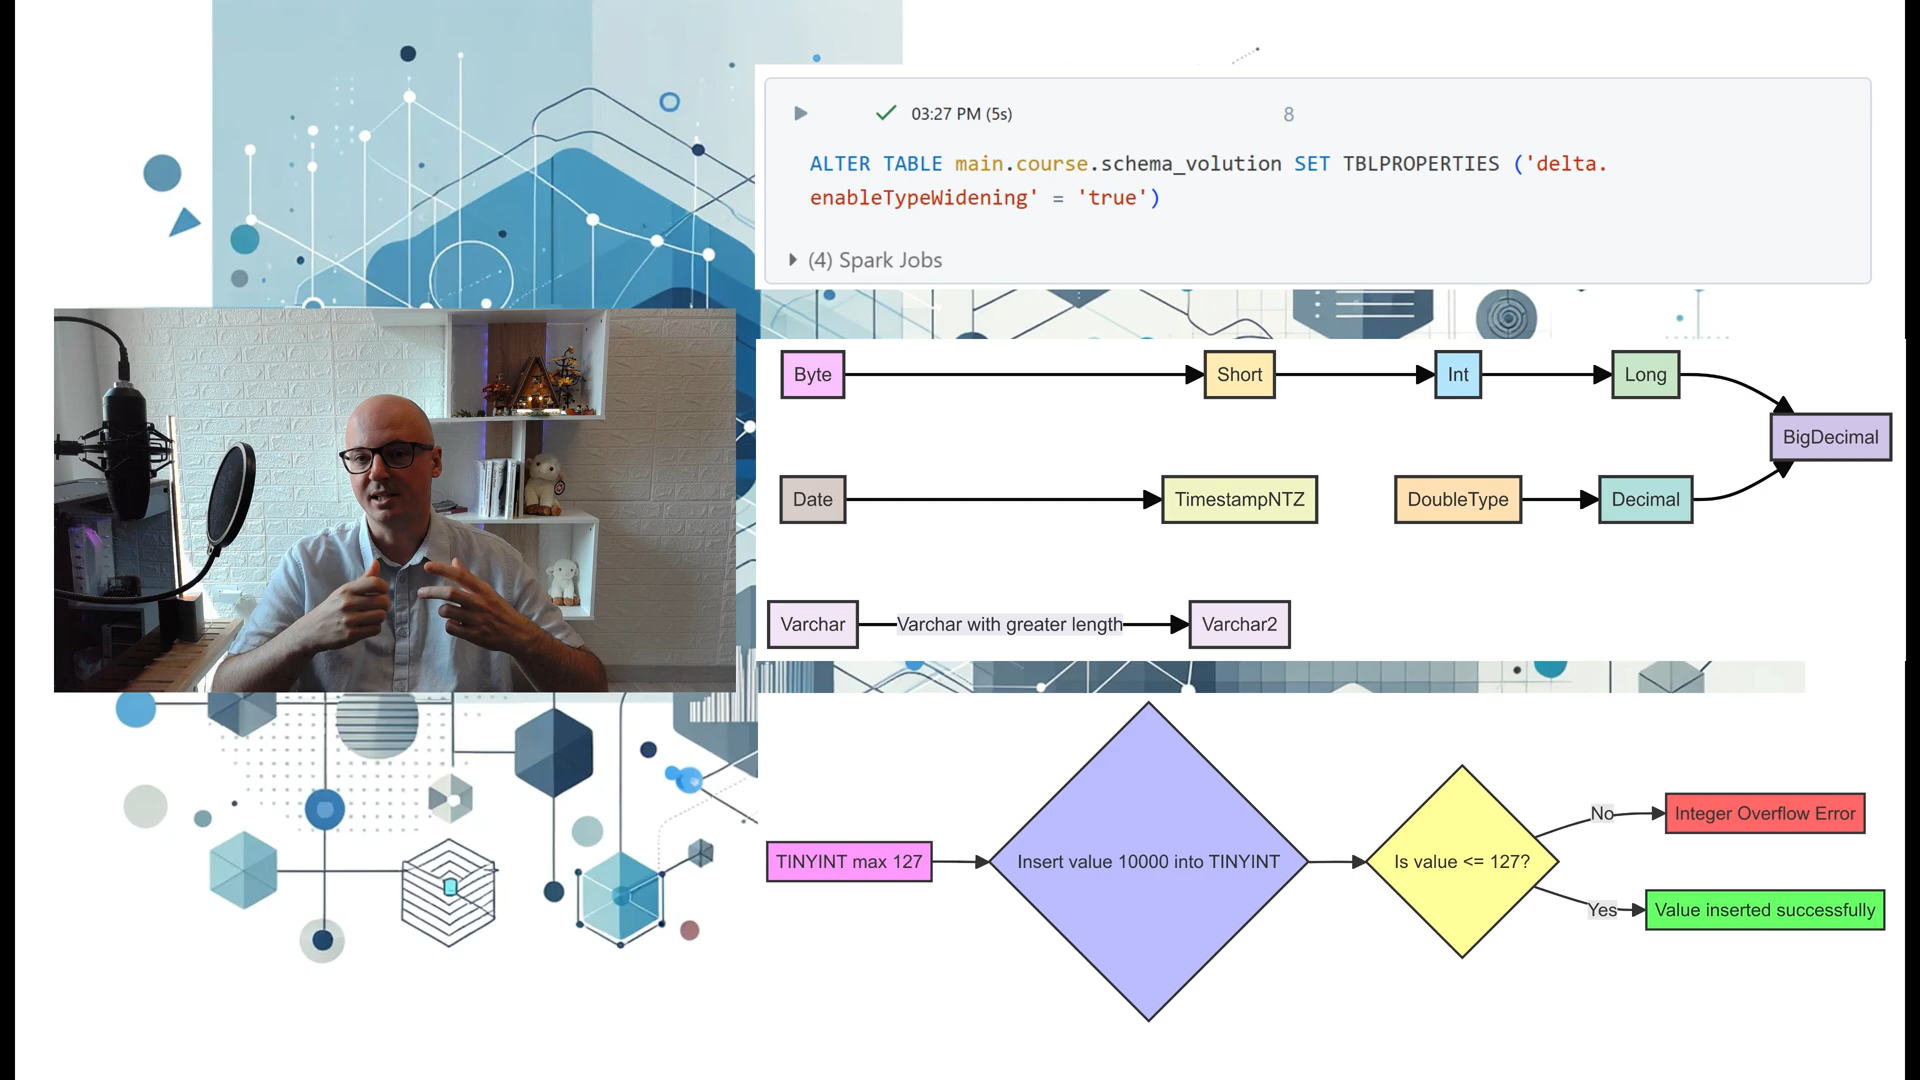 03:27 PM (5s)
8
ALTER TABLE main.course.schema_volution SET TBLPROPERTIES ('delta.
enableTypeWidening' = 'true')
(4) Spark Jobs
Byte
Short
Int
Long
BigDecimal
Date
TimestampNTZ
DoubleType
Decimal
Varchar
Varchar with greater length
Varchar2
TINYINT max 127
Insert value 10000 into TINYINT
Is value <= 127?
No
Integer Overflow Error
Yes
Value inserted successfully